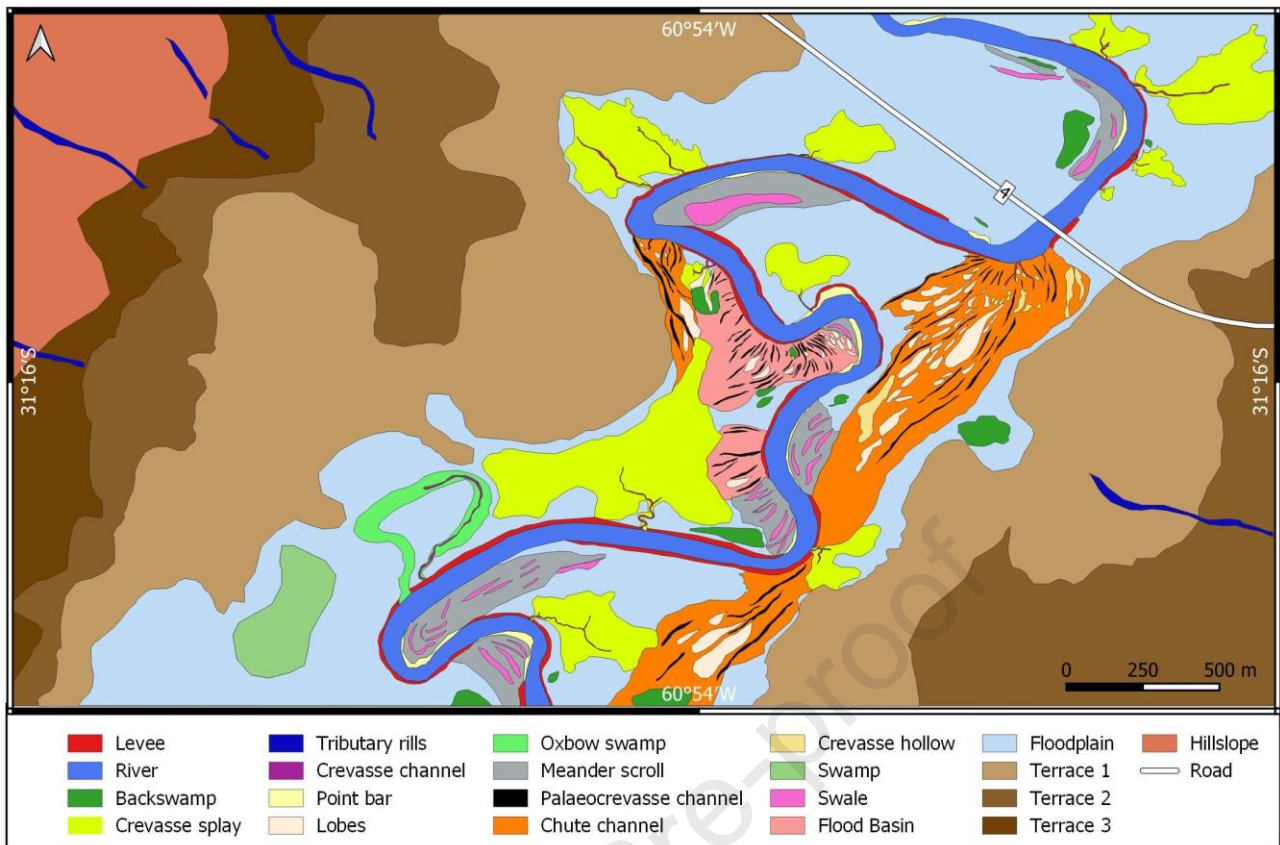 60°54′W
4
31°16′S
31°16′S
0 250 500 m
60°54′W
Levee
Tributary rills
Oxbow swamp
Crevasse hollow
Floodplain
Hillslope
River
Crevasse channel
Meander scroll
Swamp
Terrace 1
Road
Backswamp
Point bar
Palaeocrevasse channel
Swale
Terrace 2
Crevasse splay
Lobes
Chute channel
Flood Basin
Terrace 3
re-proof